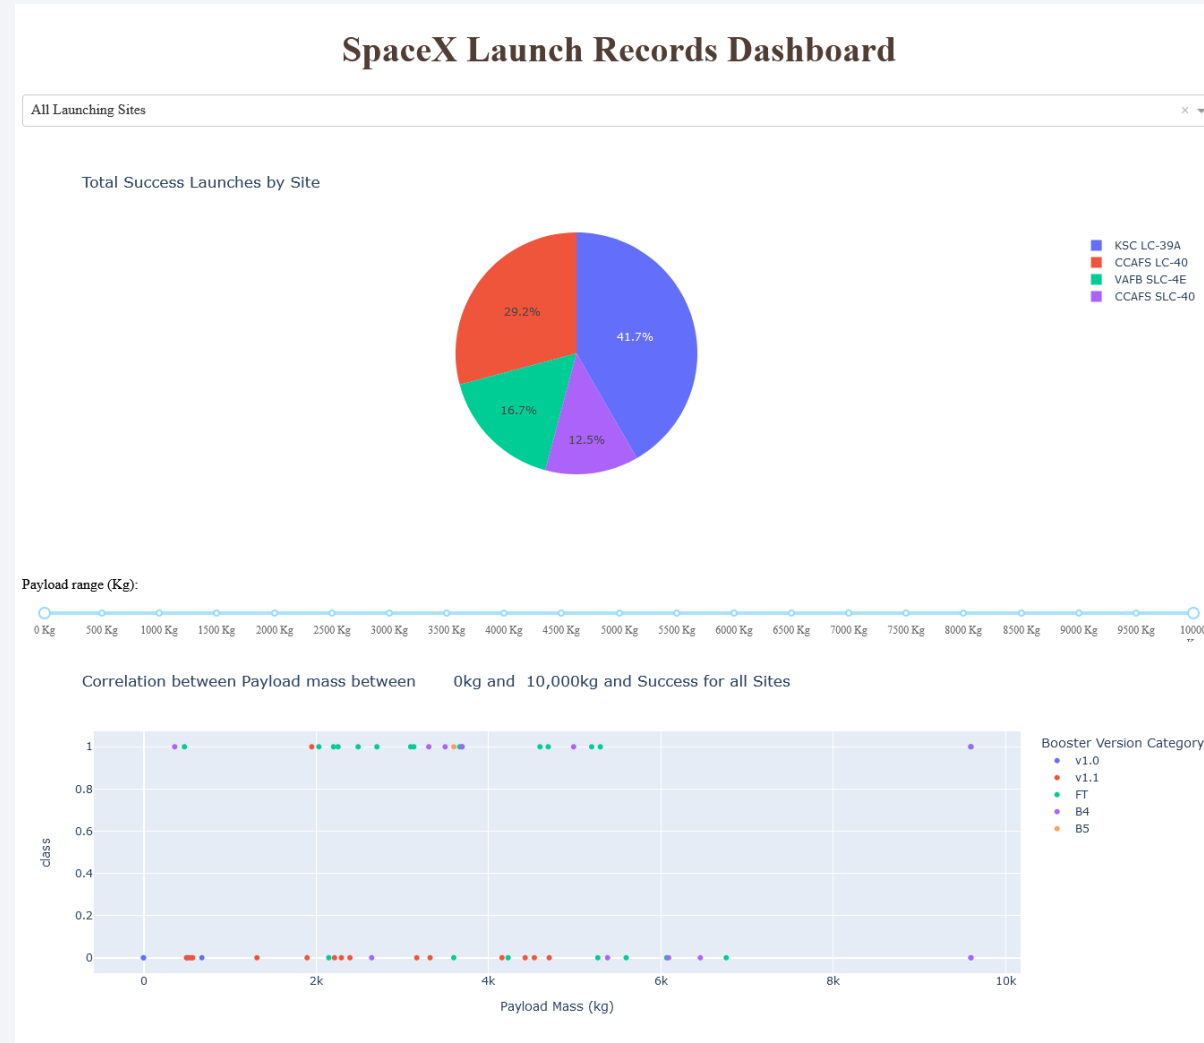 SpaceX Launch Records Dashboard
All Launching Sites
×
Total Success Launches by Site
KSC LC-39A
CCAFS LC-40
VAFB SLC-4E
CCAFS SLC-40
29.2%
41.7%
16.7%
12.5%
Payload range (Kg):
0 Kg 500 Kg 1000 Kg 1500 Kg 2000 Kg 2500 Kg 3000 Kg 3500 Kg 4000 Kg 4500 Kg 5000 Kg 5500 Kg 6000 Kg 6500 Kg 7000 Kg 7500 Kg 8000 Kg 8500 Kg 9000 Kg 9500 Kg 10000
Correlation between Payload mass between 0kg and 10,000kg and Success for all Sites
Booster Version Category
v1.0
v1.1
FT
B4
B5
1
0.8
0.6
0.4
0.2
0
class
0 2k 4k 6k 8k 10k
Payload Mass (kg)